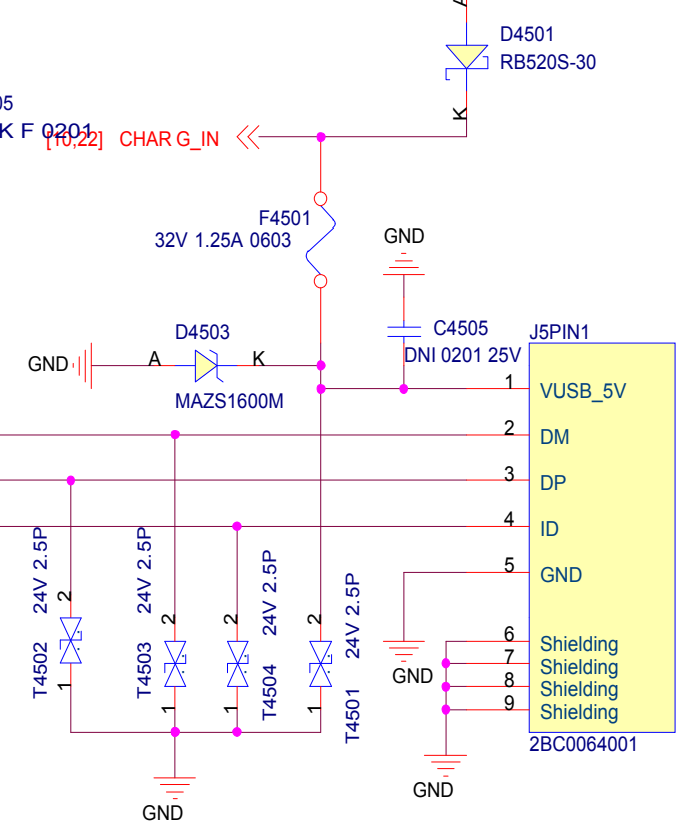 A
D4501
RB520S-30
K
05
K F 0201
[10,22] CHAR G_IN
F4501
32V 1.25A 0603
GND
C4505
DNI 0201 25V
D4503
GND A K
MAZS1600M
J5PIN1
1 VUSB_5V
2 DM
3 DP
4 ID
5 GND
6 Shielding
7 Shielding
8 Shielding
9 Shielding
2BC0064001
GND
GND
24V 2.5P
2
1
T4502
24V 2.5P
2
1
T4503
24V 2.5P
2
1
T4504
24V 2.5P
2
1
T4501
GND